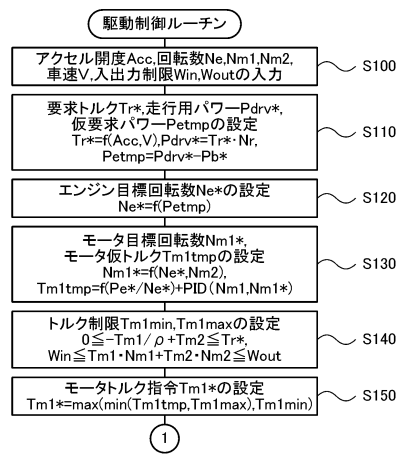 駆動制御ルーチン
アクセル開度Acc,回転数Ne,Nm1,Nm2,
車速V,入出力制限Win,Woutの入力
S100
要求トルクTr*,走行用パワーPdrv*,
仮要求パワーPetmpの設定
Tr*=f(Acc,V),Pdrv*=Tr*·Nr,
Petmp=Pdrv*-Pb*
S110
エンジン目標回転数Ne*の設定
Ne*=f(Petmp)
S120
モータ目標回転数Nm1*,
モータ仮トルクTm1tmpの設定
Nm1*=f(Ne*,Nm2),
Tm1tmp=f(Pe*/Ne*)+PID(Nm1,Nm1*)
S130
トルク制限Tm1min,Tm1maxの設定
0≦-Tm1/ρ+Tm2≦Tr*,
Win≦Tm1·Nm1+Tm2·Nm2≦Wout
S140
モータトルク指令Tm1*の設定
Tm1*=max(min(Tm1tmp,Tm1max),Tm1min)
S150
1